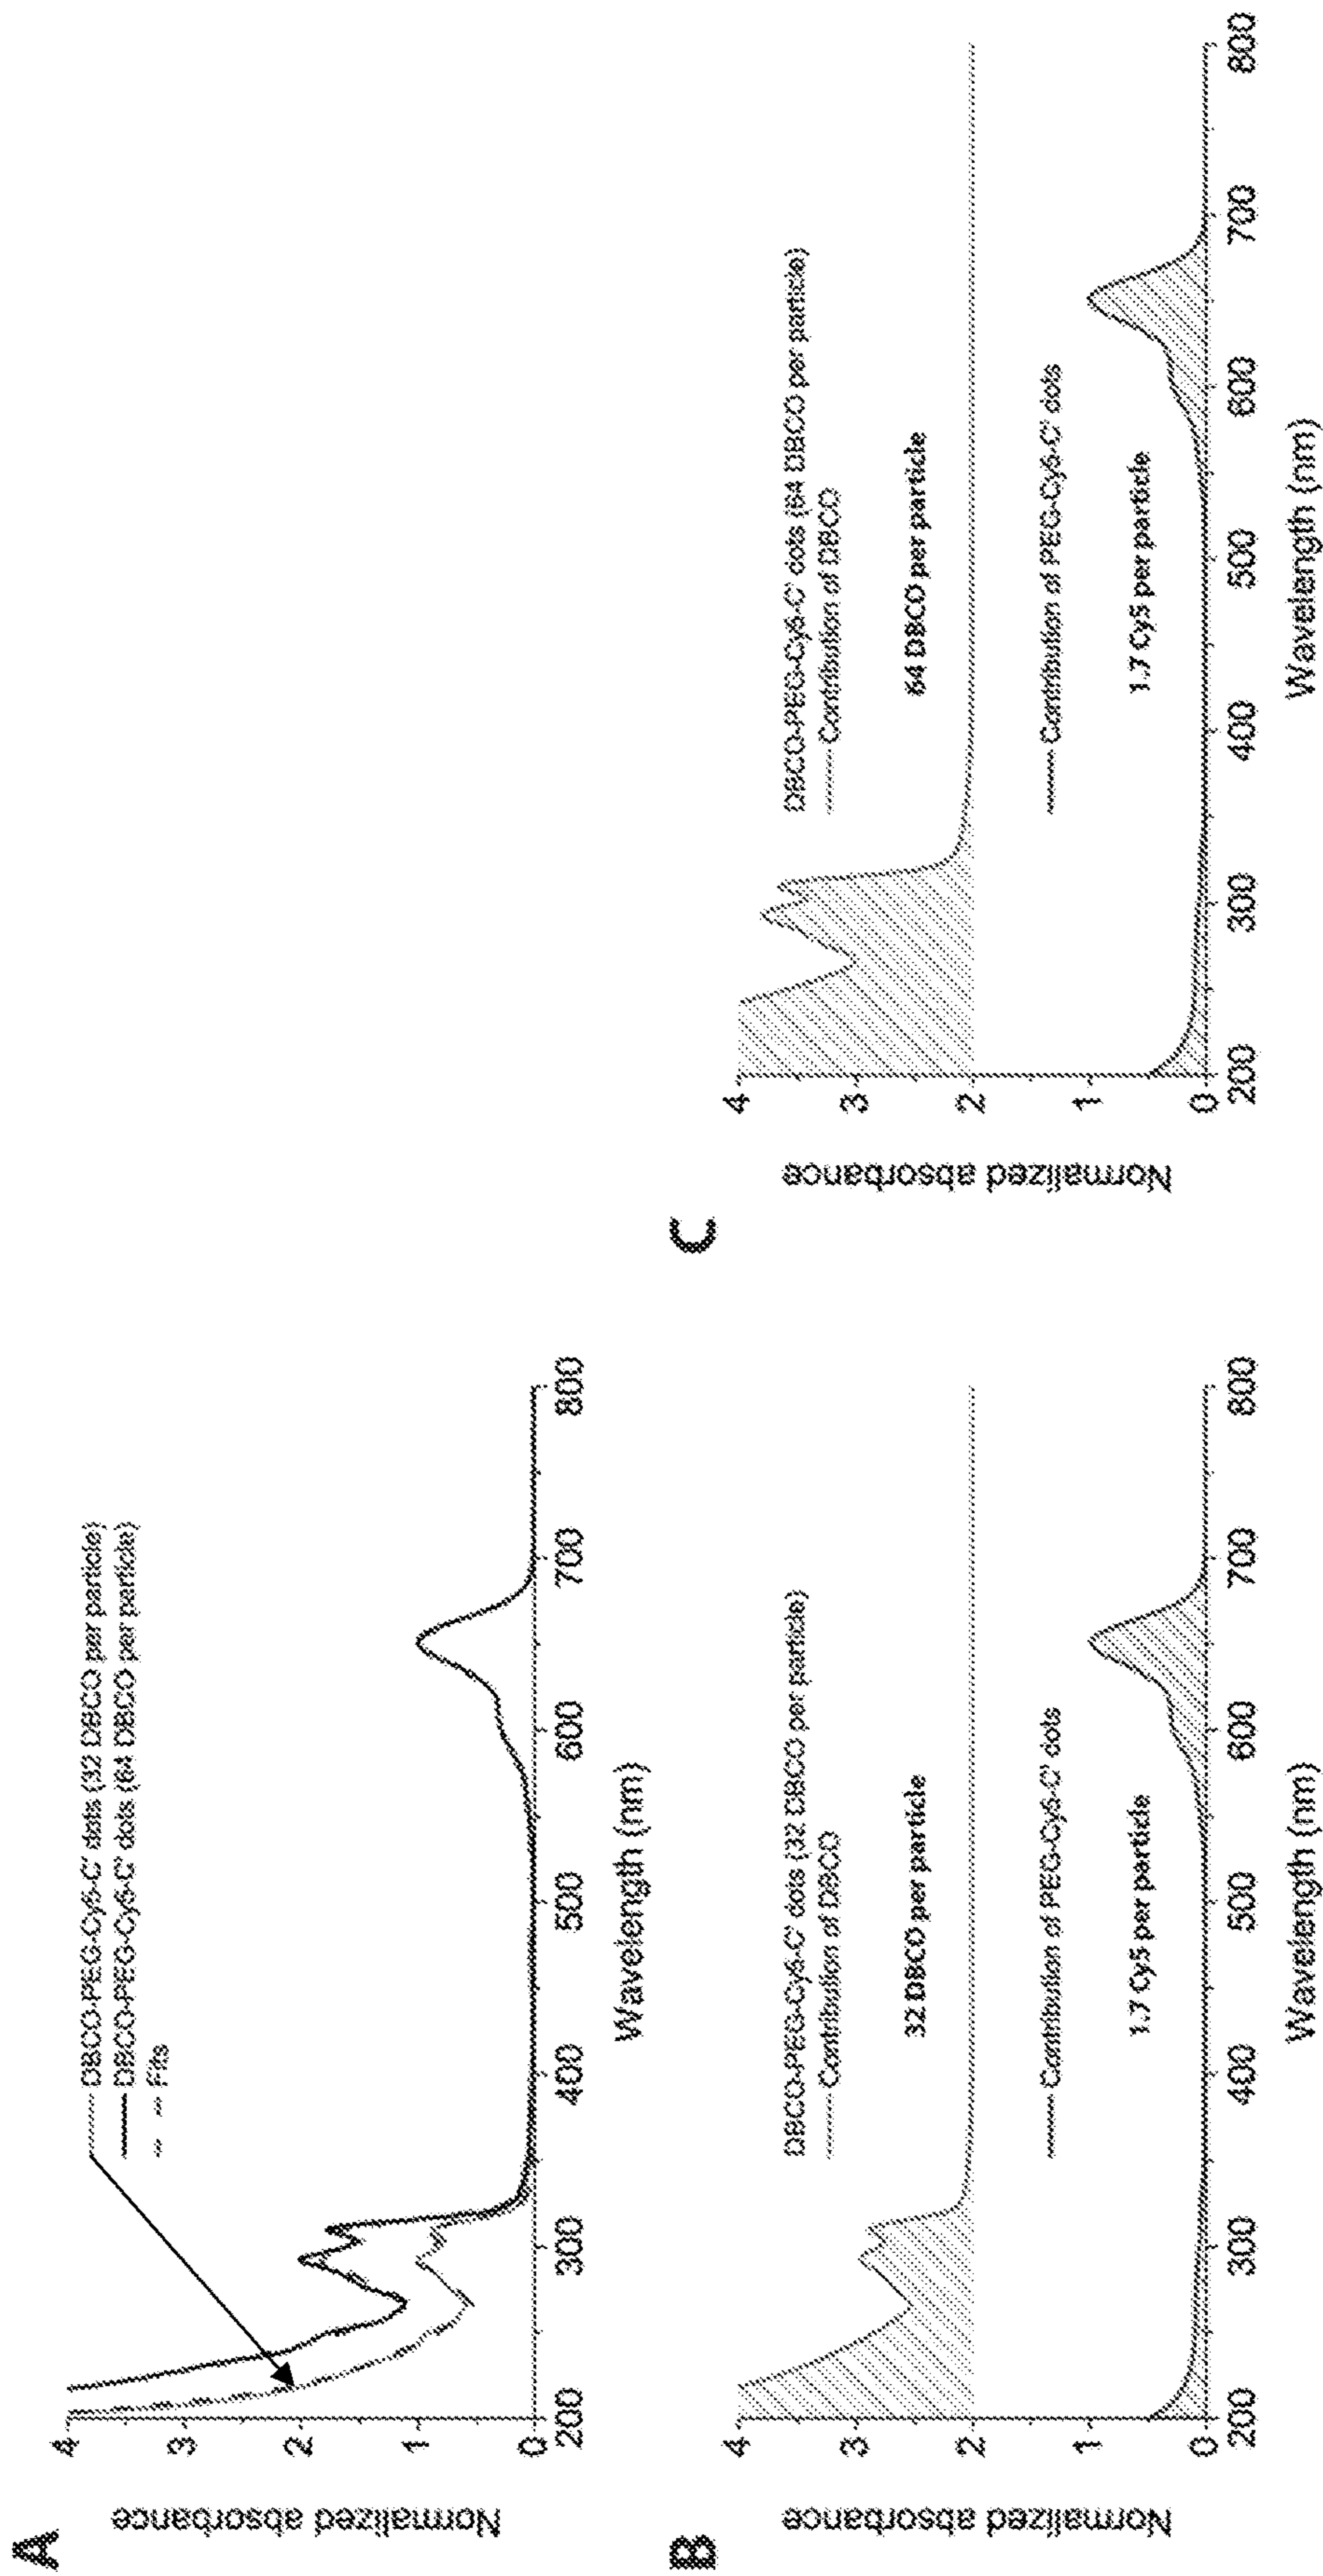 A
DBCO-PEG-Cy5-C' dots (32 DBCO per particle)
DBCO-PEG-Cy5-C' dots (64 DBCO per particle)
Fits
Normalized absorbance
4
3
2
1
0
200 300 400 500 600 700 800
Wavelength (nm)
B
DBCO-PEG-Cy5-C' dots (32 DBCO per particle)
Contribution of DBCO
32 DBCO per particle
Contribution of PEG-Cy5-C' dots
1.7 Cy5 per particle
Normalized absorbance
4
3
2
1
0
200 300 400 500 600 700 800
Wavelength (nm)
C
DBCO-PEG-Cy5-C' dots (64 DBCO per particle)
Contribution of DBCO
64 DBCO per particle
Contribution of PEG-Cy5-C' dots
1.7 Cy5 per particle
Normalized absorbance
4
3
2
1
0
200 300 400 500 600 700 800
Wavelength (nm)